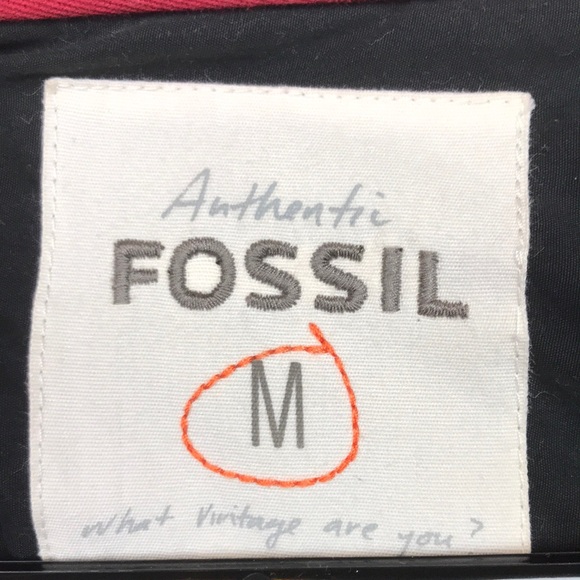 Authentic
FOSSIL
M
What Vintage are you?